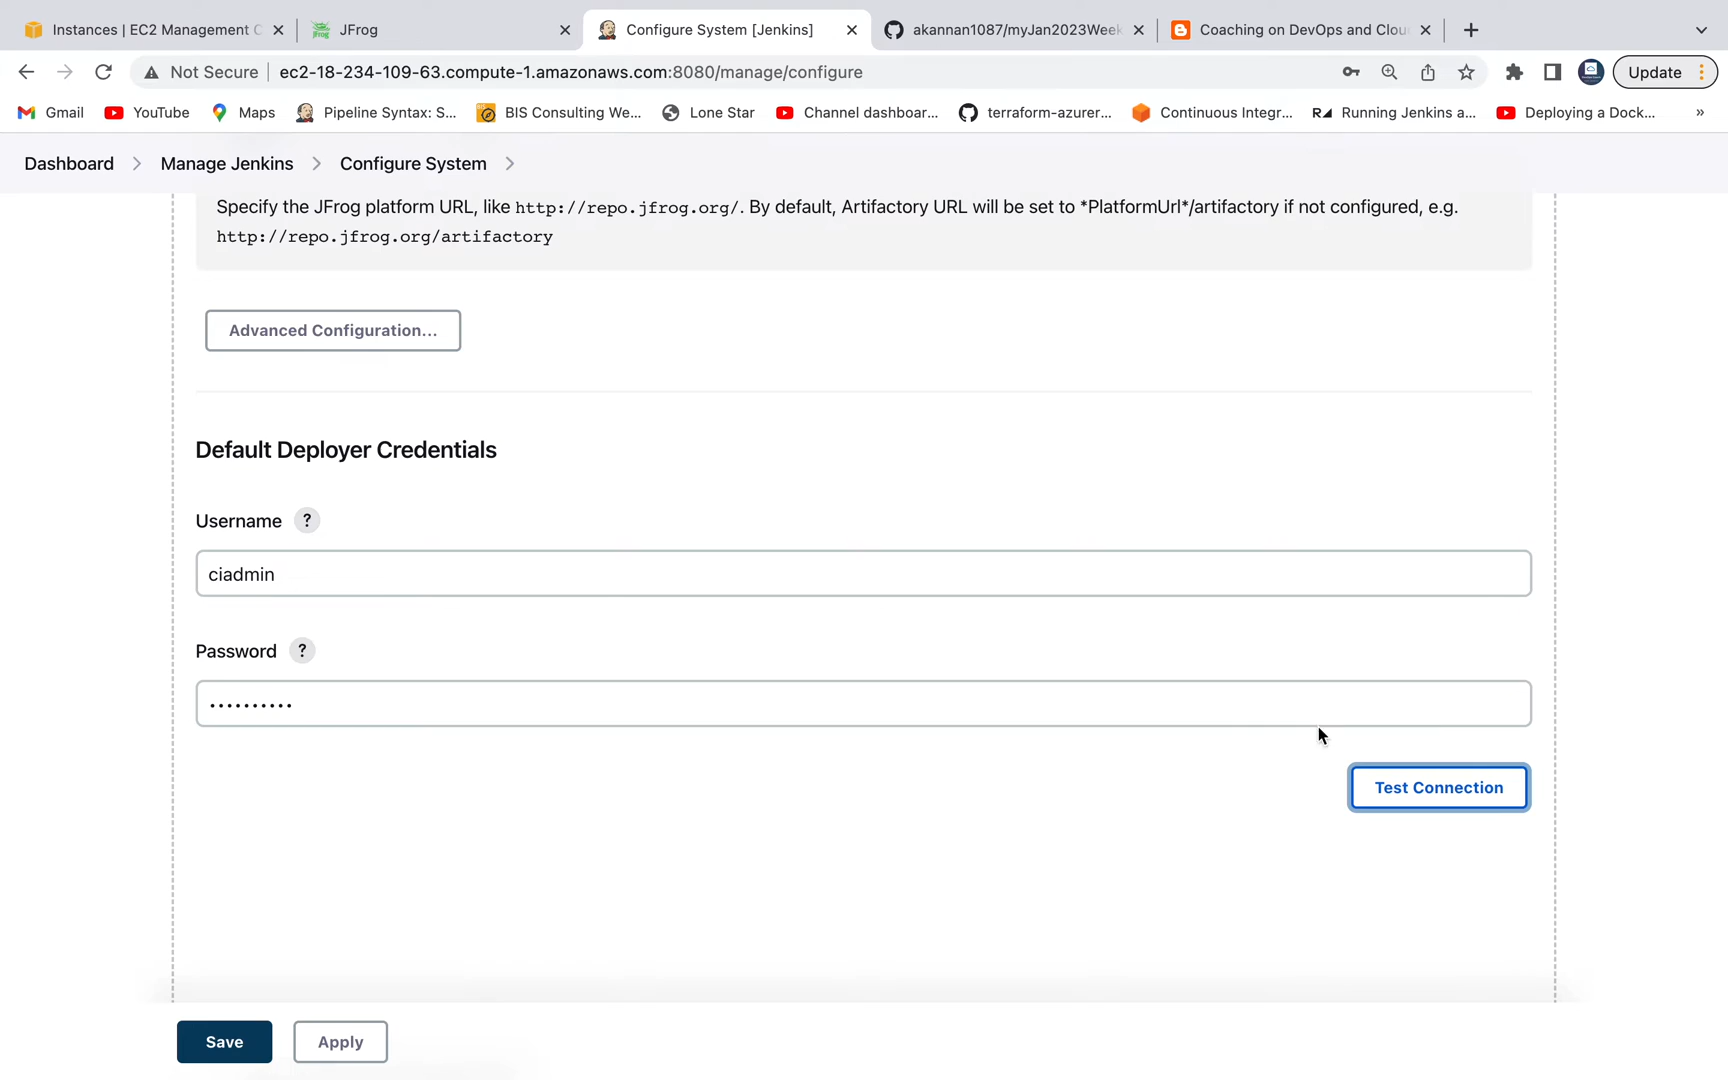 Instances | EC2 Management C
JFrog
Configure System [Jenkins]
akannan1087/myJan2023Week
Coaching on DevOps and Clou
Not Secure
ec2-18-234-109-63.compute-1.amazonaws.com:8080/manage/configure
Update
Gmail
YouTube
Maps
Pipeline Syntax: S...
BIS Consulting We...
Lone Star
Channel dashboar...
terraform-azurer...
Continuous Integr...
Running Jenkins a...
Deploying a Dock...
»
Dashboard
Manage Jenkins
Configure System
Specify the JFrog platform URL, like http://repo.jfrog.org/. By default, Artifactory URL will be set to *PlatformUrl*/artifactory if not configured, e.g.
http://repo.jfrog.org/artifactory
Advanced Configuration...
Default Deployer Credentials
Username ?
ciadmin
Password ?
••••••••••
Test Connection
Save
Apply